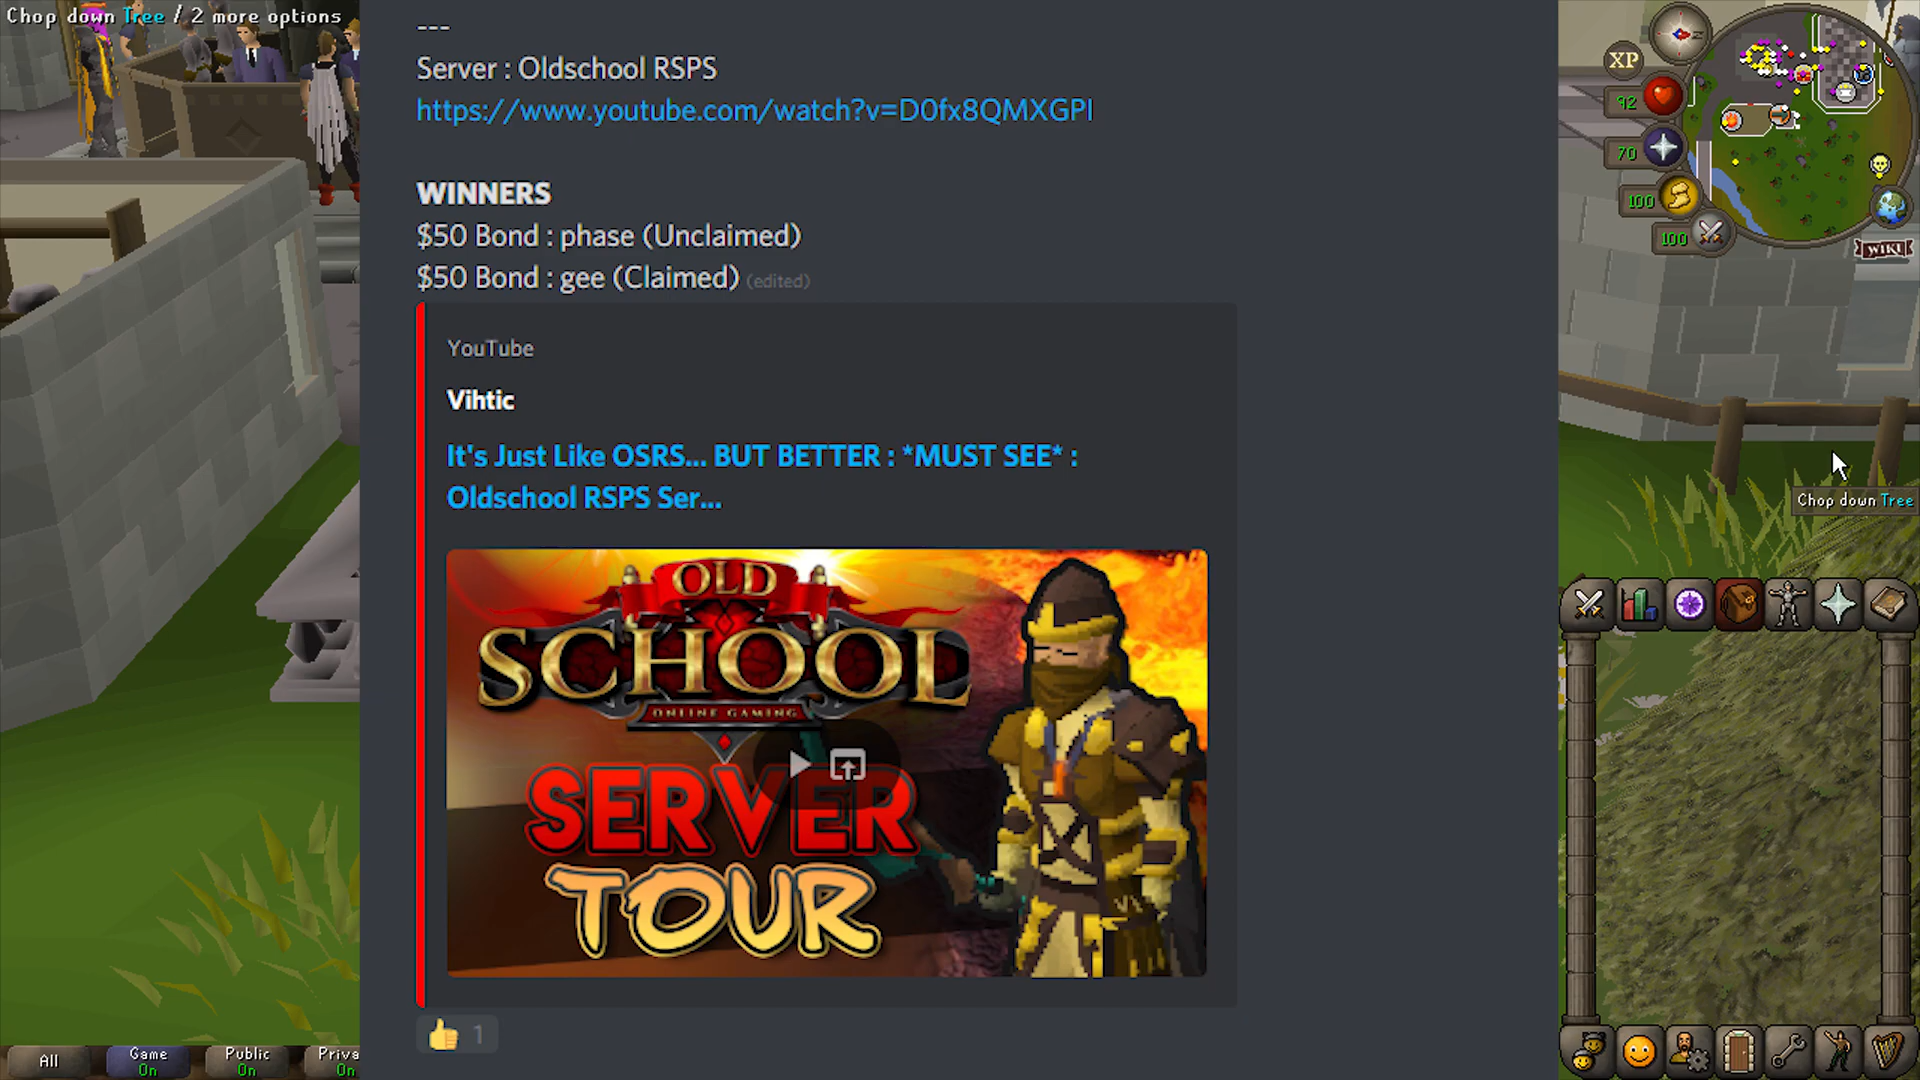 Chop down Tree / 2 more options
---
Server : Oldschool RSPS
https://www.youtube.com/watch?v=D0fx8QMXGPI
WINNERS
$50 Bond : phase (Unclaimed)
$50 Bond : gee (Claimed) (edited)
YouTube
Vihtic
It's Just Like OSRS... BUT BETTER : *MUST SEE* :
Oldschool RSPS Ser...
OLD
SCHOOL
ONLINE GAMING
SERVER
TOUR
1
XP
92
70
100
100
WIKI
Chop down Tree
All
Game
On
Public
On
Priva
On